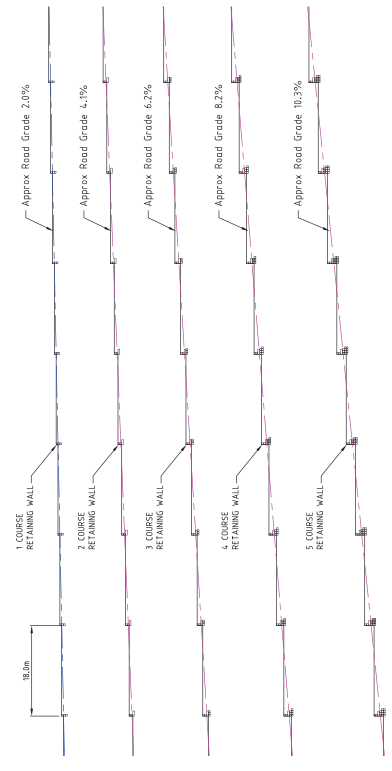 Approx Road Grade 2.0%
1 COURSE
RETAINING WALL
18.0m
Approx Road Grade 4.1%
2 COURSE
RETAINING WALL
Approx Road Grade 6.2%
3 COURSE
RETAINING WALL
Approx Road Grade 8.2%
4 COURSE
RETAINING WALL
Approx Road Grade 10.3%
5 COURSE
RETAINING WALL